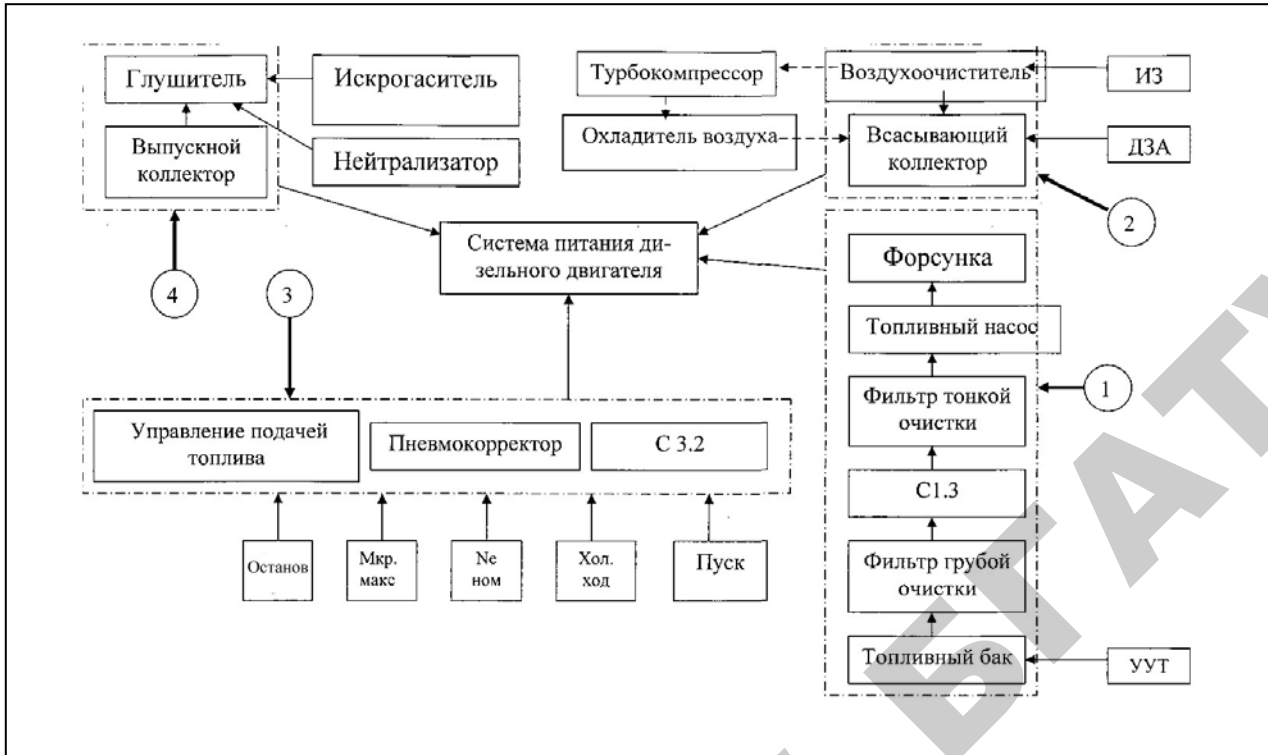 Глушитель
Искрогаситель
Выпускной
коллектор
Нейтрализатор
Турбокомпрессор
Воздухоочиститель
ИЗ
Охладитель воздуха
Всасывающий
коллектор
ДЗА
2
Система питания ди-
зельного двигателя
4
3
Форсунка
Топливный насос
Фильтр тонкой
очистки
1
С1.3
Фильтр грубой
очистки
Топливный бак
УУТ
Управление подачей
топлива
Пневмокорректор
С 3.2
Останов
Мкр.
макс
Ne
ном
Хол.
ход
Пуск
БГАТУ